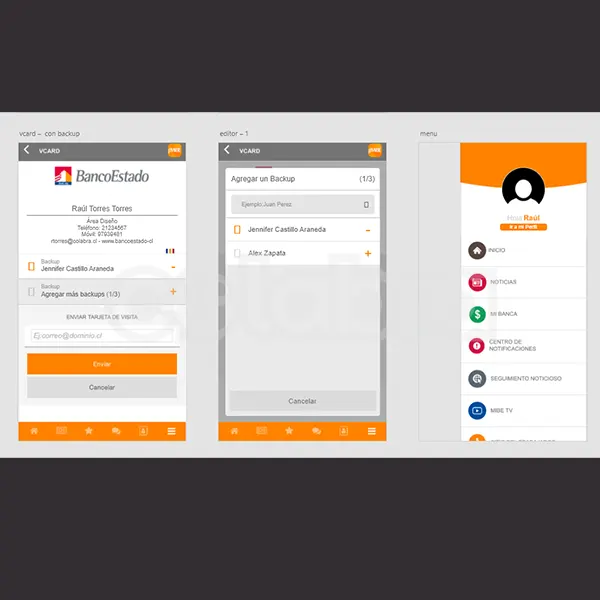 vcard – con backup
VCARD
BancoEstado
Raúl Torres Torres
Área Diseño
Teléfono: 21234567
Móvil: 97939481
rtorres@colabra.cl - www.bancoestado.cl
Backup
Jennifer Castillo Araneda
-
Backup
Agregar más backups (1/3)
+
ENVIAR TARJETA DE VISITA
Ej:correo@dominio.cl
Enviar
Cancelar
editor – 1
VCARD
Agregar un Backup (1/3)
Ejemplo:Juan Perez
Jennifer Castillo Araneda -
Alex Zapata +
Cancelar
menu
Hola Raúl
Ir a mi Perfil
INICIO
NOTICIAS
MI BANCA
CENTRO DE
NOTIFICACIONES
SEGUIMIENTO NOTICIOSO
MIBE TV